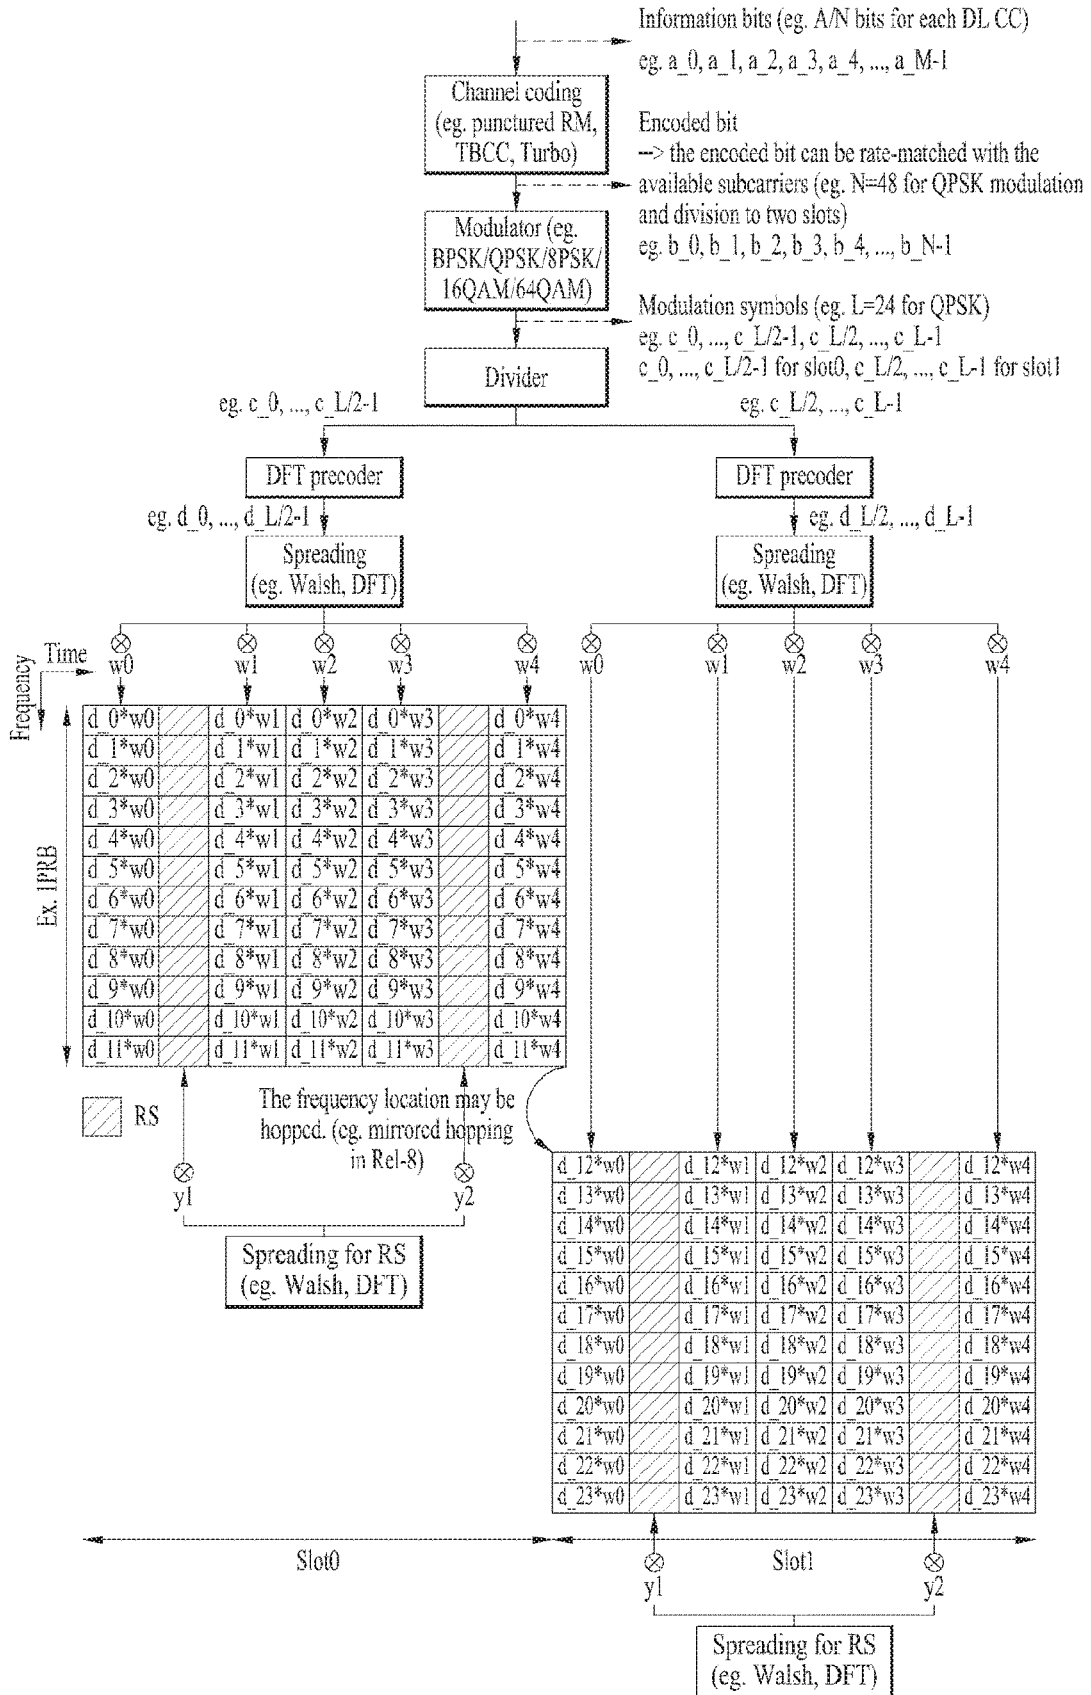 Information bits (eg. A/N bits for each DL CC)
eg. a_0, a_1, a_2, a_3, a_4, ..., a_M-1
Channel coding
(eg. punctured RM,
TBCC, Turbo)
Encoded bit
--> the encoded bit can be rate-matched with the
available subcarriers (eg. N=48 for QPSK modulation
and division to two slots)
eg. b_0, b_1, b_2, b_3, b_4, ..., b_N-1
Modulator (eg.
BPSK/QPSK/8PSK/
16QAM/64QAM)
Modulation symbols (eg. L=24 for QPSK)
eg. c_0, ..., c_L/2-1, c_L/2, ..., c_L-1
c_0, ..., c_L/2-1 for slot0, c_L/2, ..., c_L-1 for slot1
Divider
eg. c_0, ..., c_L/2-1
eg. c_L/2, ..., c_L-1
DFT precoder
DFT precoder
eg. d_0, ..., d_L/2-1
eg. d_L/2, ..., d_L-1
Spreading
(eg. Walsh, DFT)
Spreading
(eg. Walsh, DFT)
Frequency
Time
w0 w1 w2 w3 w4
w0 w1 w2 w3 w4
Ex. 1PRB
d_0*w0 d_0*w1 d_0*w2 d_0*w3 d_0*w4
d_1*w0 d_1*w1 d_1*w2 d_1*w3 d_1*w4
d_2*w0 d_2*w1 d_2*w2 d_2*w3 d_2*w4
d_3*w0 d_3*w1 d_3*w2 d_3*w3 d_3*w4
d_4*w0 d_4*w1 d_4*w2 d_4*w3 d_4*w4
d_5*w0 d_5*w1 d_5*w2 d_5*w3 d_5*w4
d_6*w0 d_6*w1 d_6*w2 d_6*w3 d_6*w4
d_7*w0 d_7*w1 d_7*w2 d_7*w3 d_7*w4
d_8*w0 d_8*w1 d_8*w2 d_8*w3 d_8*w4
d_9*w0 d_9*w1 d_9*w2 d_9*w3 d_9*w4
d_10*w0 d_10*w1 d_10*w2 d_10*w3 d_10*w4
d_11*w0 d_11*w1 d_11*w2 d_11*w3 d_11*w4
RS
The frequency location may be
hopped. (eg. mirrored hopping
in Rel-8)
y1 y2
Spreading for RS
(eg. Walsh, DFT)
d_12*w0 d_12*w1 d_12*w2 d_12*w3 d_12*w4
d_13*w0 d_13*w1 d_13*w2 d_13*w3 d_13*w4
d_14*w0 d_14*w1 d_14*w2 d_14*w3 d_14*w4
d_15*w0 d_15*w1 d_15*w2 d_15*w3 d_15*w4
d_16*w0 d_16*w1 d_16*w2 d_16*w3 d_16*w4
d_17*w0 d_17*w1 d_17*w2 d_17*w3 d_17*w4
d_18*w0 d_18*w1 d_18*w2 d_18*w3 d_18*w4
d_19*w0 d_19*w1 d_19*w2 d_19*w3 d_19*w4
d_20*w0 d_20*w1 d_20*w2 d_20*w3 d_20*w4
d_21*w0 d_21*w1 d_21*w2 d_21*w3 d_21*w4
d_22*w0 d_22*w1 d_22*w2 d_22*w3 d_22*w4
d_23*w0 d_23*w1 d_23*w2 d_23*w3 d_23*w4
Slot0
Slot1
y1 y2
Spreading for RS
(eg. Walsh, DFT)